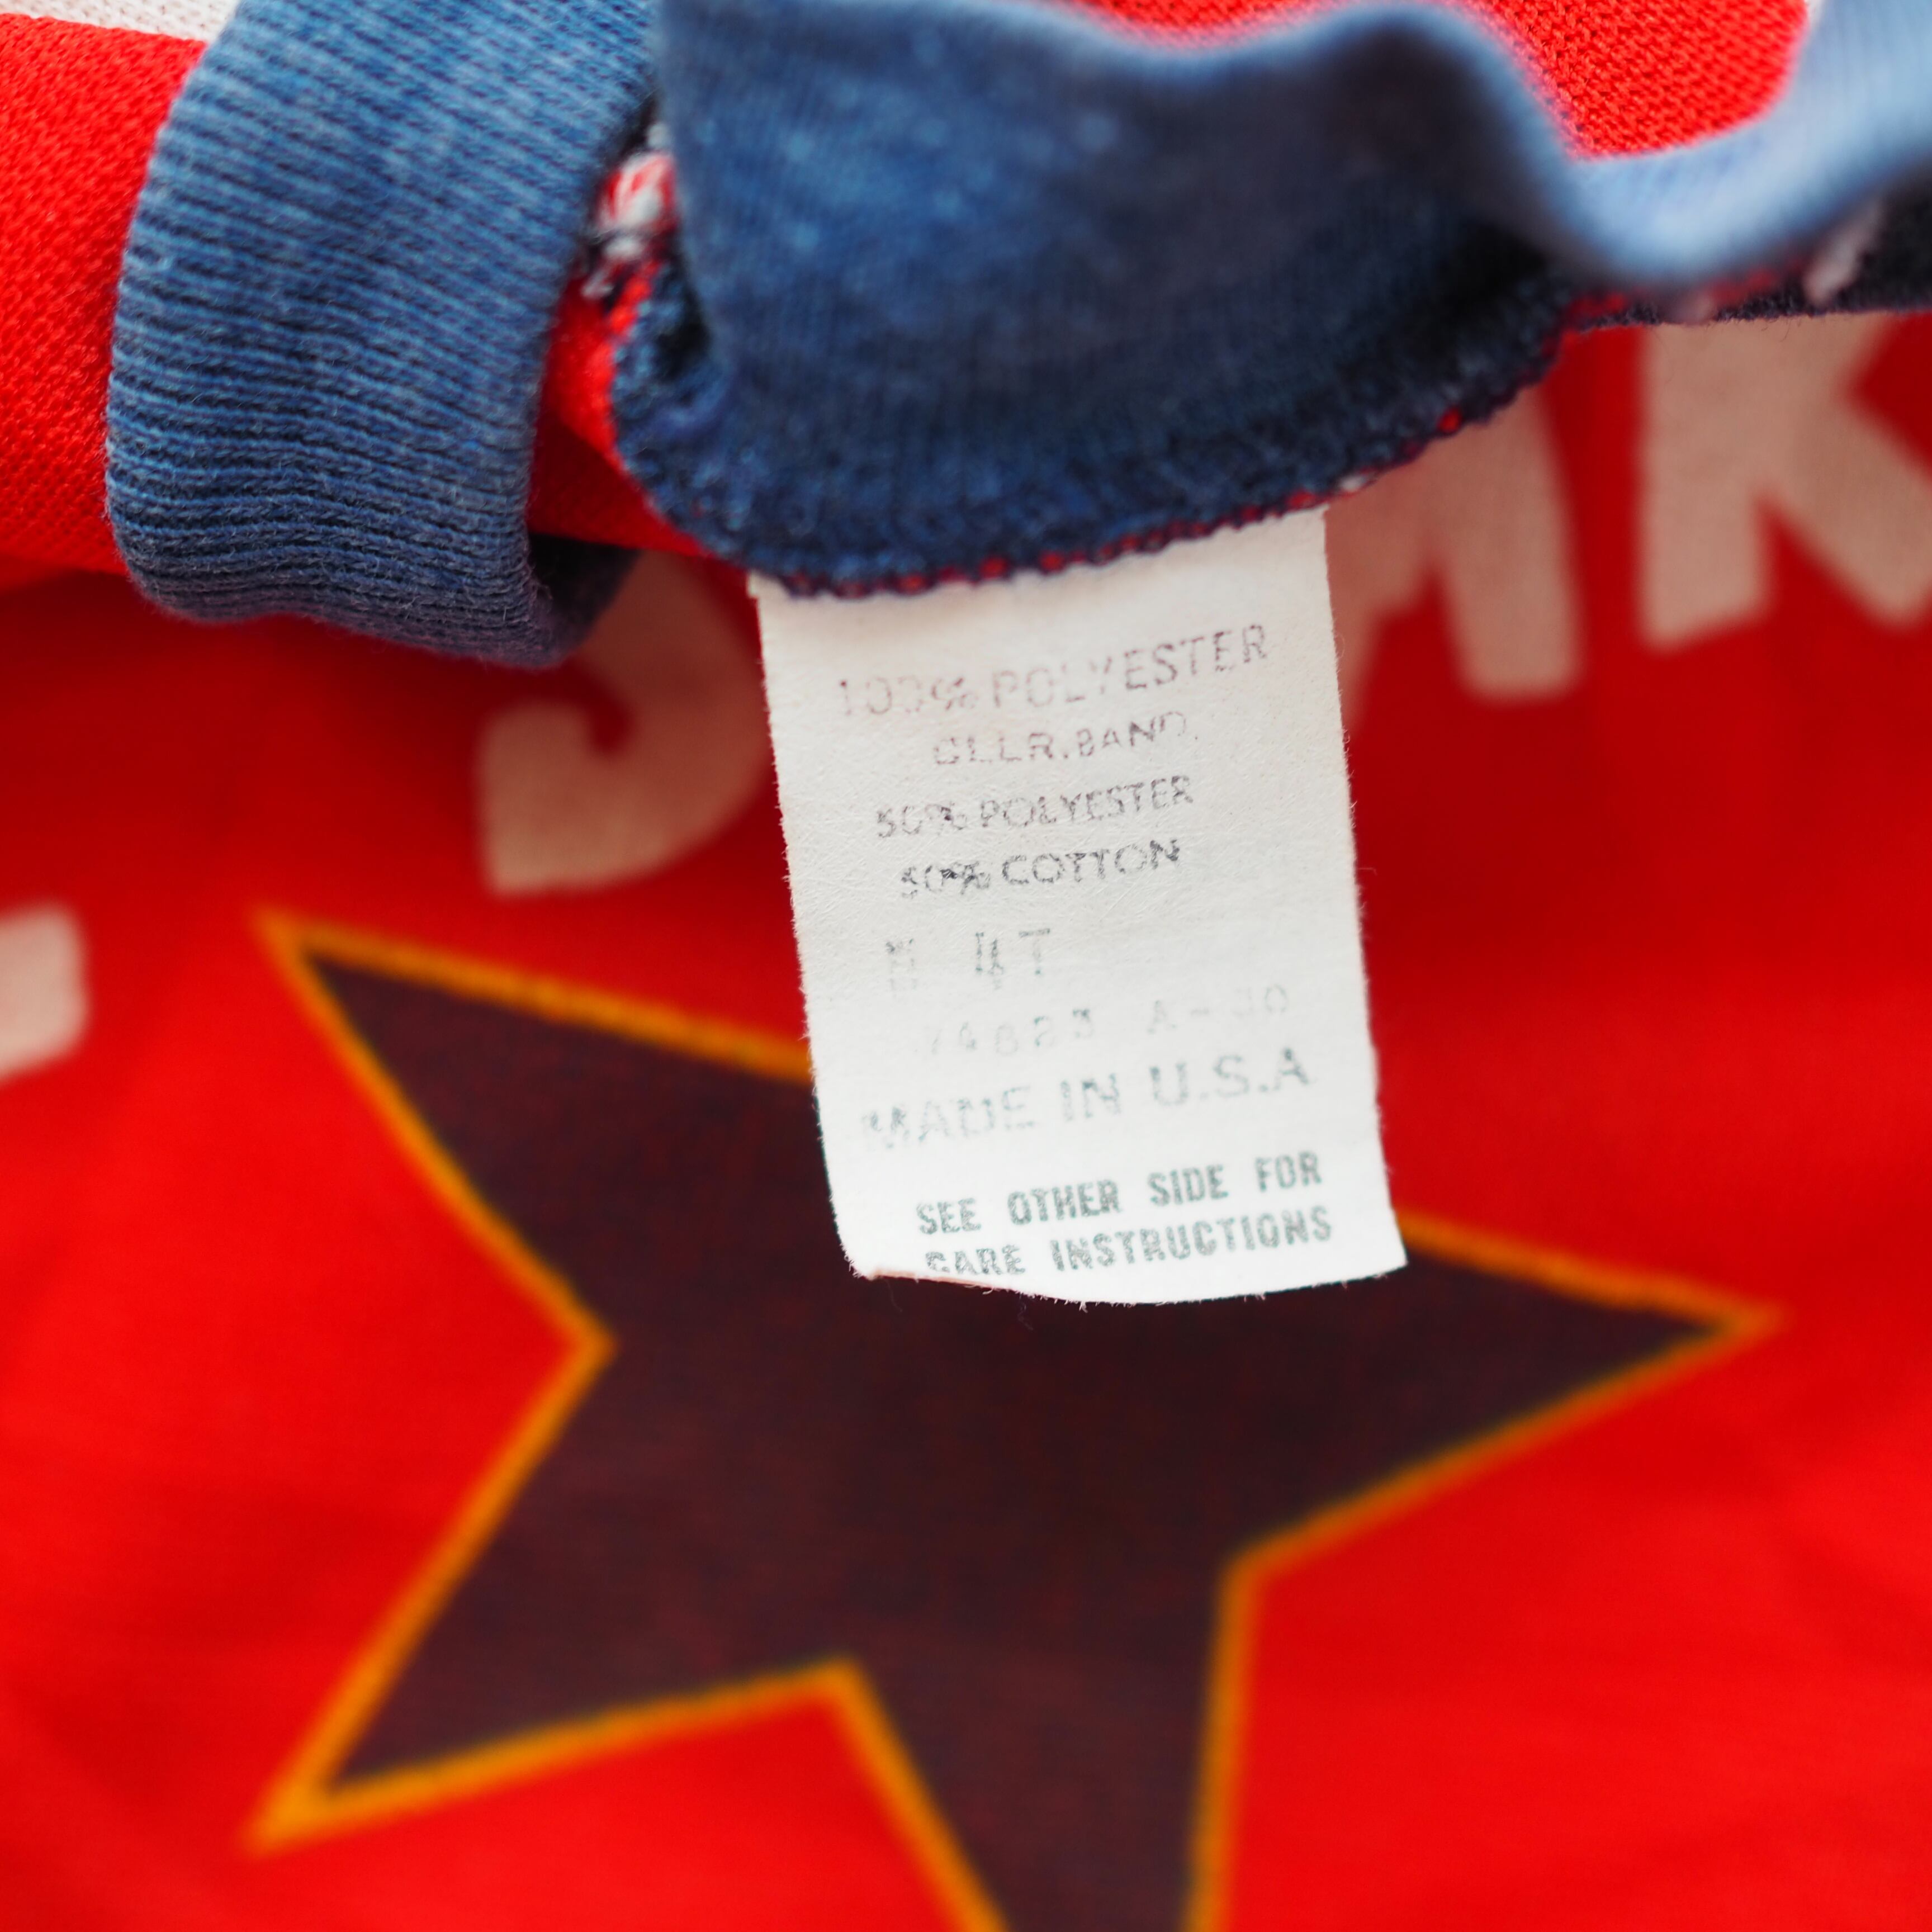 100% POLYESTER
CLLR. BAND.
50% POLYESTER
50% COTTON
4T
MADE IN U.S.A
SEE OTHER SIDE FOR
CARE INSTRUCTIONS